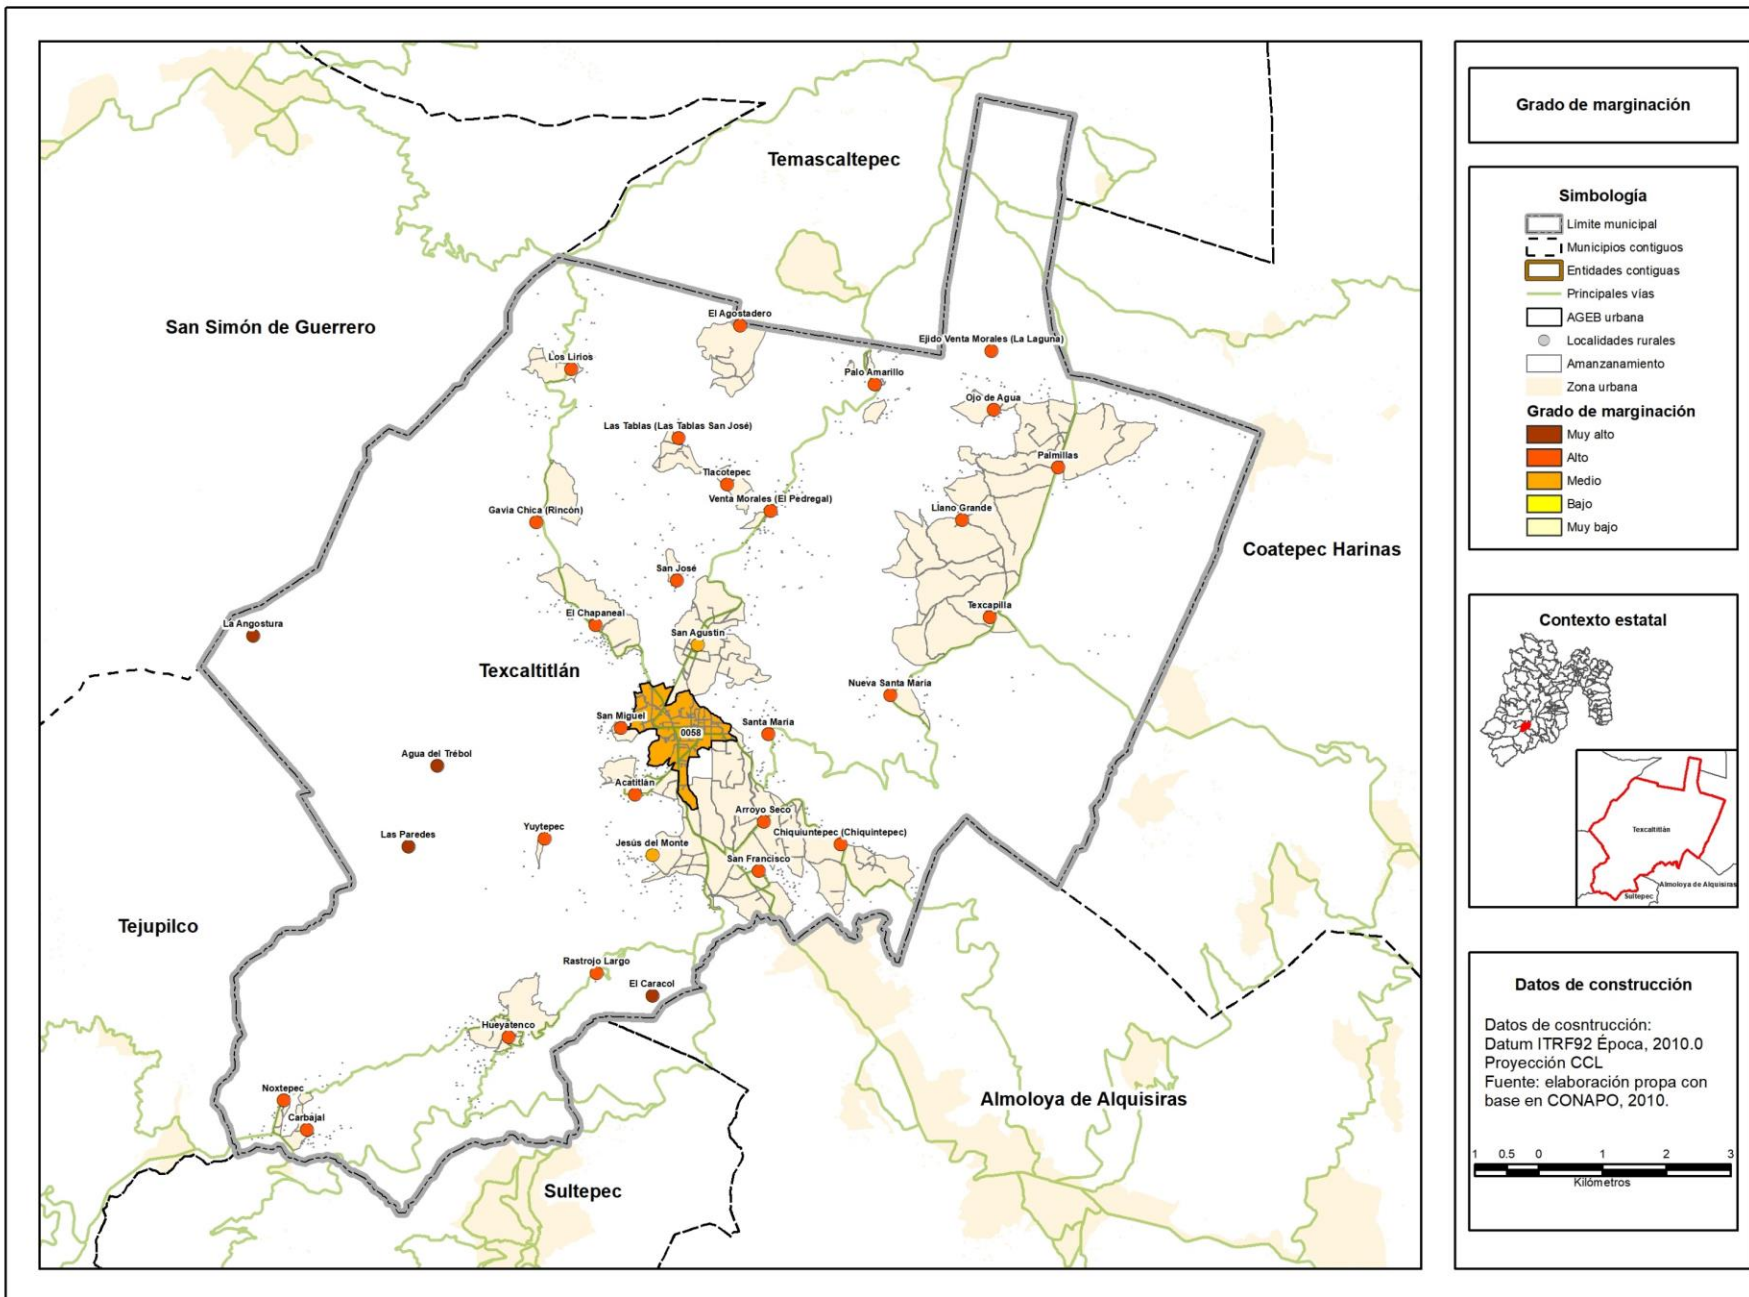 Temascaltepec
San Simón de Guerrero
El Agostadero
Ejido Venta Morales (La Laguna)
Los Lirios
Palo Amarillo
Ojo de Agua
Las Tablas (Las Tablas San José)
Palmillas
Tlacotepec
Venta Morales (El Pedregal)
Gavia Chica (Rincón)
Llano Grande
Coatepec Harinas
San José
El Chapaneal
Texcapilla
La Angostura
San Agustín
Texcaltitlán
Nueva Santa María
San Miguel
Santa María
0058
Agua del Trébol
Acatitlán
Arroyo Seco
Yuytepec
Las Paredes
Chiquiuntepec (Chiquintepec)
Jesús del Monte
San Francisco
Tejupilco
Rastrojo Largo
El Caracol
Hueyatenco
Noxtepec
Carbajal
Almoloya de Alquisiras
Sultepec
Grado de marginación
Simbología
Límite municipal
Municipios contiguos
Entidades contiguas
Principales vías
AGEB urbana
Localidades rurales
Amanzanamiento
Zona urbana
Grado de marginación
Muy alto
Alto
Medio
Bajo
Muy bajo
Contexto estatal
Texcaltitlán
Almoloya de Alquisiras
Sultepec
Datos de construcción
Datos de cosntrucción:
Datum ITRF92 Época, 2010.0
Proyección CCL
Fuente: elaboración propa con
base en CONAPO, 2010.
1 0.5 0 1 2 3
Kilómetros